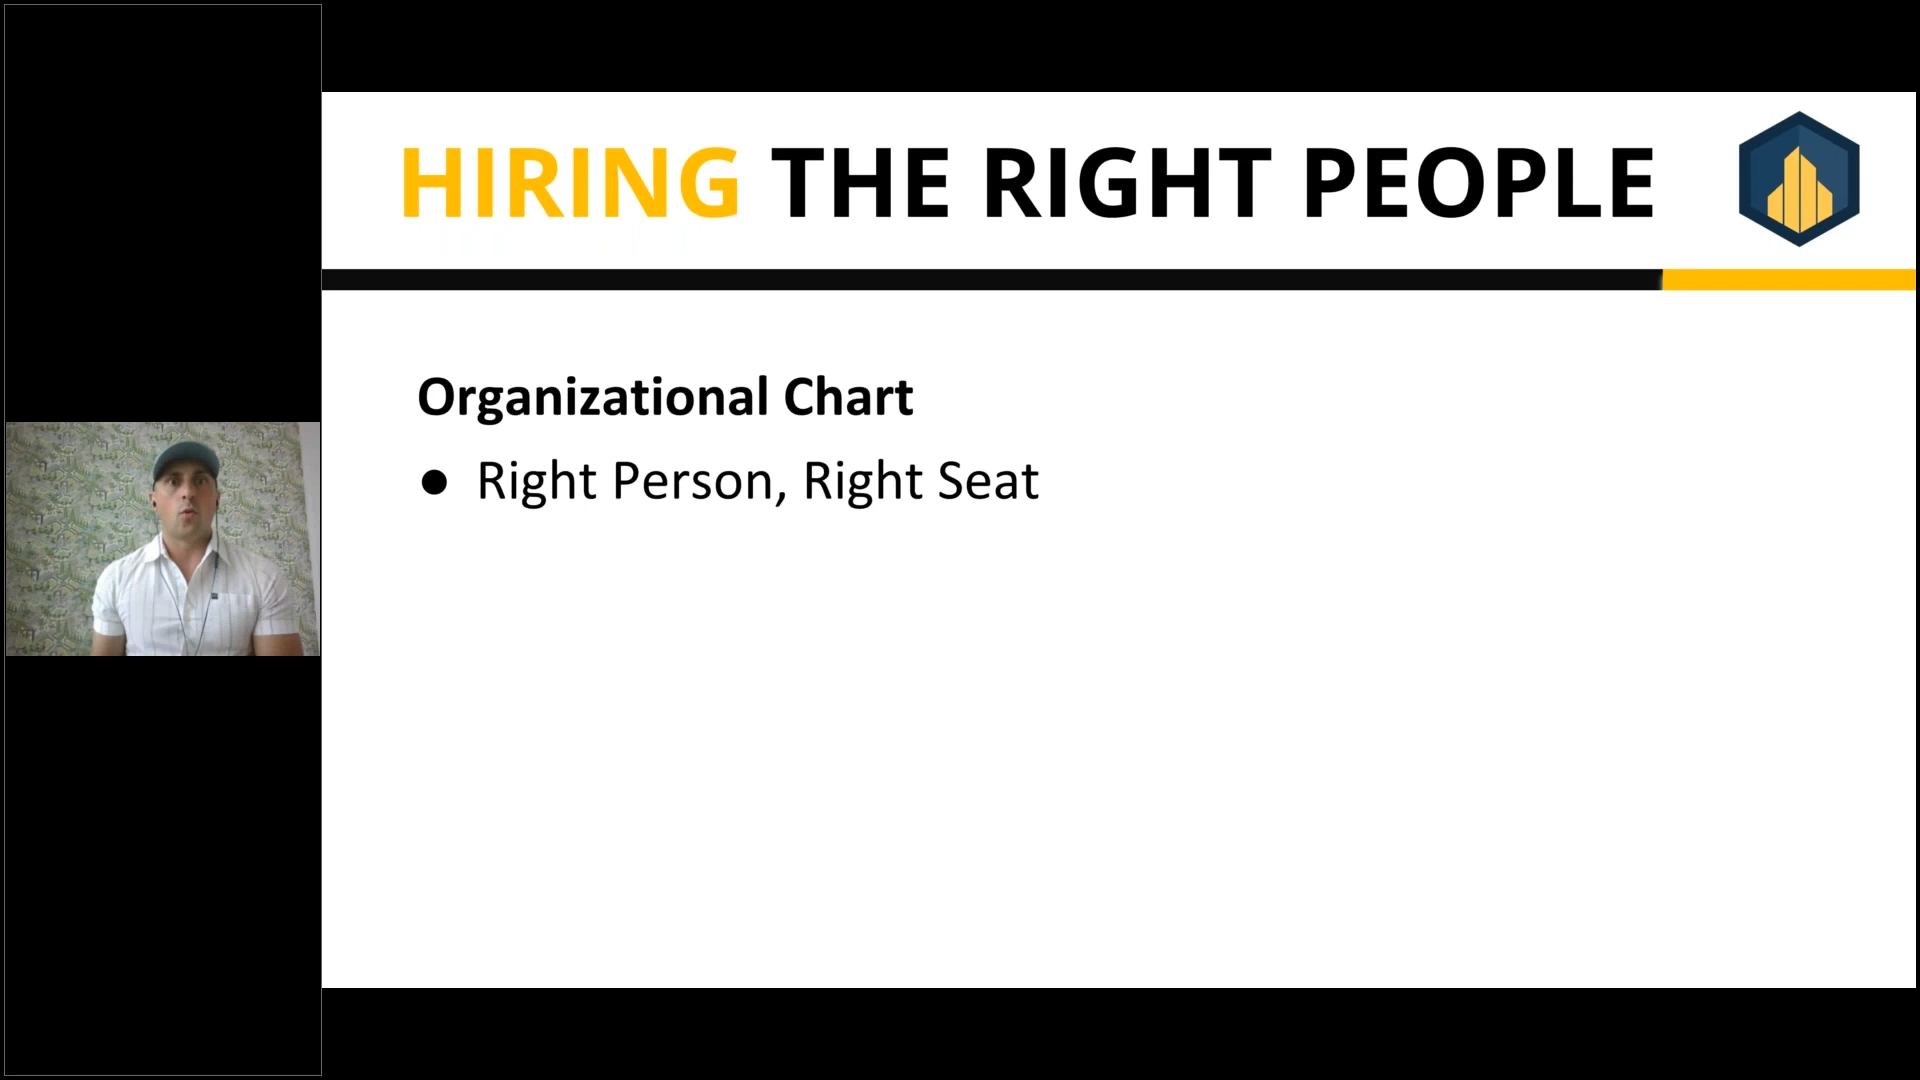 HIRING THE RIGHT PEOPLE
Organizational Chart
● Right Person, Right Seat